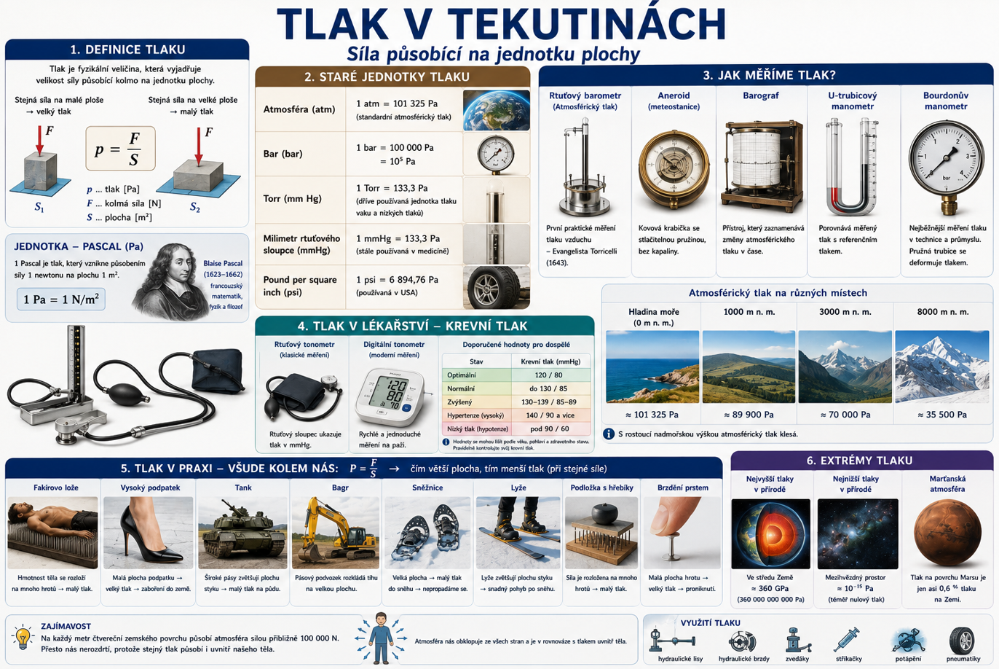 TLAK V TEKUTINÁCH
Síla působící na jednotku plochy
1. DEFINICE TLAKU
Tlak je fyzikální veličina, která vyjadřuje
velikost síly působící kolmo na jednotku plochy.
Stejná síla na malé ploše
→ velký tlak
Stejná síla na velké ploše
→ malý tlak
F
p = F/S
F
S₁
S₂
p ... tlak [Pa]
F ... kolmá síla [N]
S ... plocha [m²]
JEDNOTKA – PASCAL (Pa)
1 Pascal je tlak, který vznikne působením
síly 1 newtonu na plochu 1 m².
1 Pa = 1 N/m²
Blaise Pascal
(1623–1662)
francouzský
matematik,
fyzik a filozof
2. STARÉ JEDNOTKY TLAKU
Atmosféra (atm)
1 atm = 101 325 Pa
(standardní atmosférický tlak)
Bar (bar)
1 bar = 100 000 Pa
= 10⁵ Pa
Torr (mm Hg)
1 Torr = 133,3 Pa
(dříve používaná jednotka tlaku
vaku a nízkých tlaků)
Milimetr rtuťového
sloupce (mmHg)
1 mmHg = 133,3 Pa
(stále používaná v medicíně)
Pound per square
inch (psi)
1 psi = 6 894,76 Pa
(používaná v USA)
3. JAK MĚŘÍME TLAK?
Rtuťový barometr
(Atmosférický tlak)
První praktické měření
tlaku vzduchu
– Evangelista Torricelli
(1643).
Aneroid
(meteostanice)
Kovová krabička se
stlačitelnou pružinou,
bez kapaliny.
Barograf
Přístroj, který zaznamenává
změny atmosférického
tlaku v čase.
U-trubicový
manometr
Porovnává měřený
tlak s referenčním
tlakem.
Bourdonův
manometr
bar
Nejběžnější měření tlaku
v technice a průmyslu.
Pružná trubice se
deformuje tlakem.
Atmosférický tlak na různých místech
Hladina moře
(0 m n. m.)
≈ 101 325 Pa
1000 m n. m.
≈ 89 900 Pa
3000 m n. m.
≈ 70 000 Pa
8000 m n. m.
≈ 35 500 Pa
S rostoucí nadmořskou výškou atmosférický tlak klesá.
4. TLAK V LÉKAŘSTVÍ – KREVNÍ TLAK
Rtuťový tonometr
(klasické měření)
Rtuťový sloupec ukazuje
tlak v mmHg.
Digitální tonometr
(moderní měření)
120
80
78
Rychlé a jednoduché
měření na paži.
Doporučené hodnoty pro dospělé
Stav Krevní tlak (mmHg)
Optimální 120 / 80
Normální do 130 / 85
Zvýšený 130–139 / 85–89
Hypertenze (vysoký) 140 / 90 a více
Nizký tlak (hypotenze) pod 90 / 60
Hodnoty se mohou lišit podle věku, pohlaví a zdravotního stavu.
Pravidelně kontrolujte svůj krevní tlak.
5. TLAK V PRAXI – VŠUDE KOLEM NÁS: P = F/S → čím větší plocha, tím menší tlak (při stejné síle)
Fakírovo lože
Hmotnost těla se rozloží
na mnoho hrotů → malý tlak.
Vysoký podpatek
Malá plocha podpatku →
velký tlak → zaboření do země.
Tank
Široké pásy zvětšují plochu
styku → malý tlak na půdu.
Bagr
Pásový podvozek rozkládá tíhu
na velkou plochu.
Sněžnice
Velká plocha → malý tlak
do sněhu → nepropadáme se.
Lyže
Lyže zvětšují plochu styku
→ snadný pohyb po sněhu.
Podložka s hřebíky
Síla je rozložena na mnoho
hrotů → malý tlak.
Brzdění prstem
Malá plocha hrotu →
velký tlak → proniknutí.
6. EXTRÉMY TLAKU
Nejvyšší tlaky
v přírodě
Ve středu Země
≈ 360 GPa
(360 000 000 000 Pa)
Nejnižší tlaky
v přírodě
Mezihvězdný prostor
≈ 10⁻¹⁵ Pa
(téměř nulový tlak)
Marťanská
atmosféra
Tlak na povrchu Marsu je
jen asi 0,6 % tlaku
na Zemi.
ZAJÍMAVOST
Na každý metr čtvereční zemského povrchu působí atmosféra silou přibližně 100 000 N.
Přesto nás nerozdrtí, protože stejný tlak působí i uvnitř našeho těla.
Atmosféra nás obklopuje ze všech stran a je v rovnováze s tlakem uvnitř těla.
VYUŽITÍ TLAKU
hydraulické lisy
hydraulické brzdy
zvedáky
stříkačky
potápění
pneumatiky